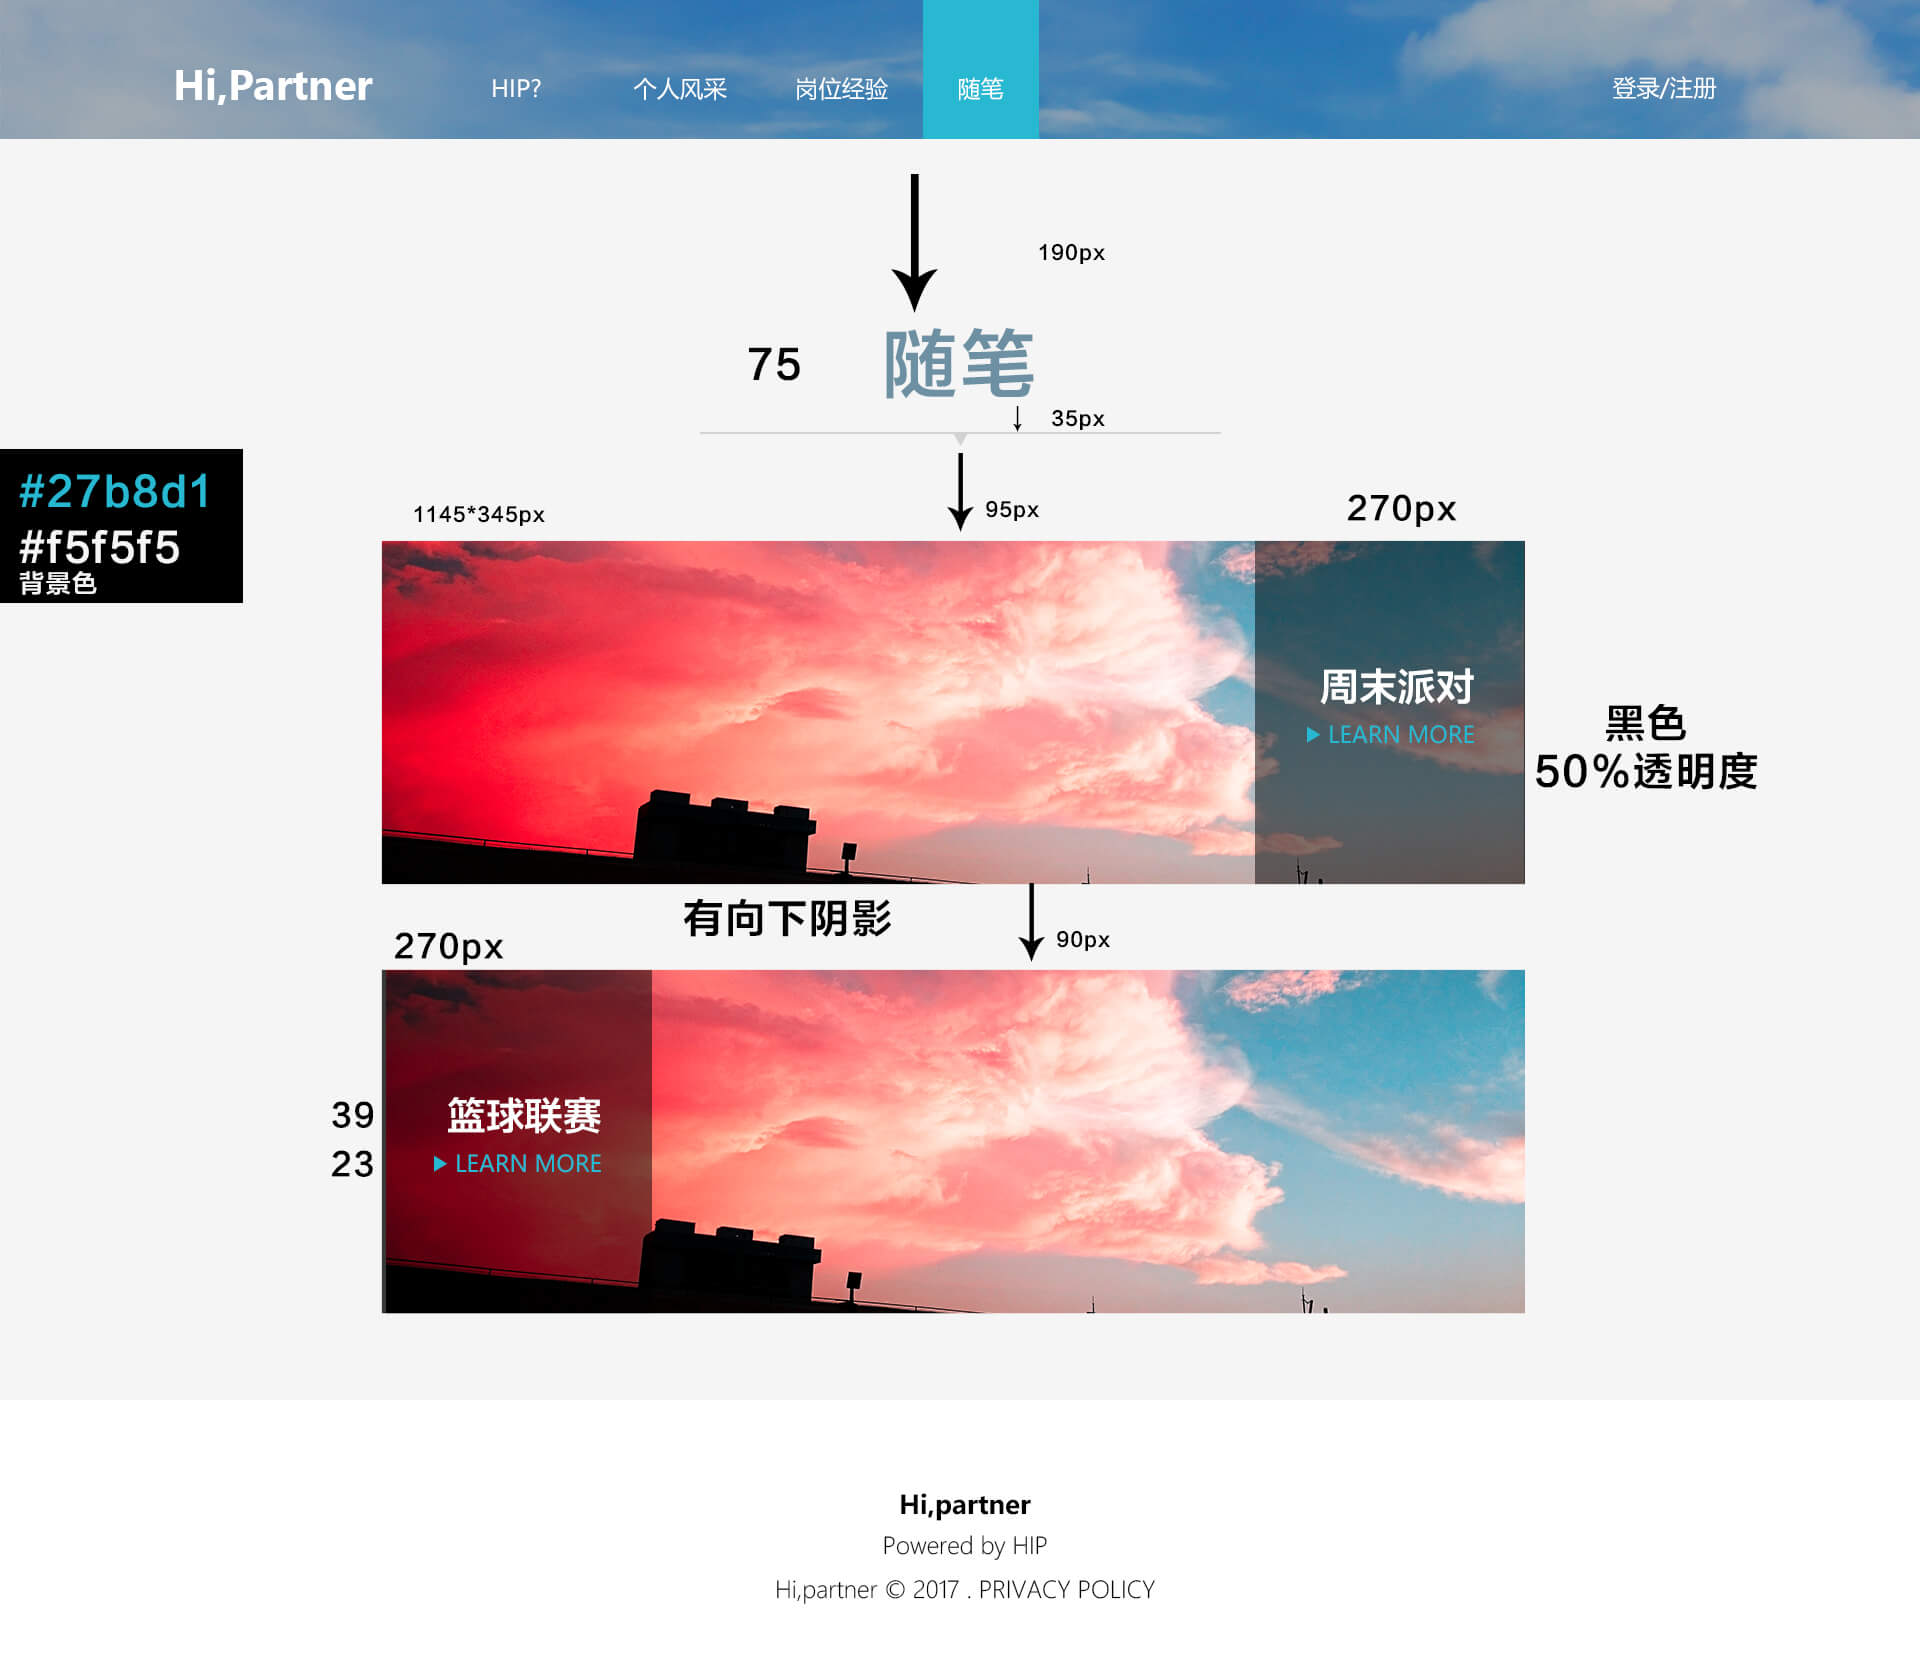 Hi,Partner
HIP?
个人风采
岗位经验
随笔
登录/注册
190px
75
随笔
35px
#27b8d1
#f5f5f5
背景色
1145*345px
95px
270px
周末派对
LEARN MORE
黑色
50%透明度
有向下阴影
90px
270px
39
篮球联赛
23
LEARN MORE
Hi,partner
Powered by HIP
Hi,partner © 2017 . PRIVACY POLICY